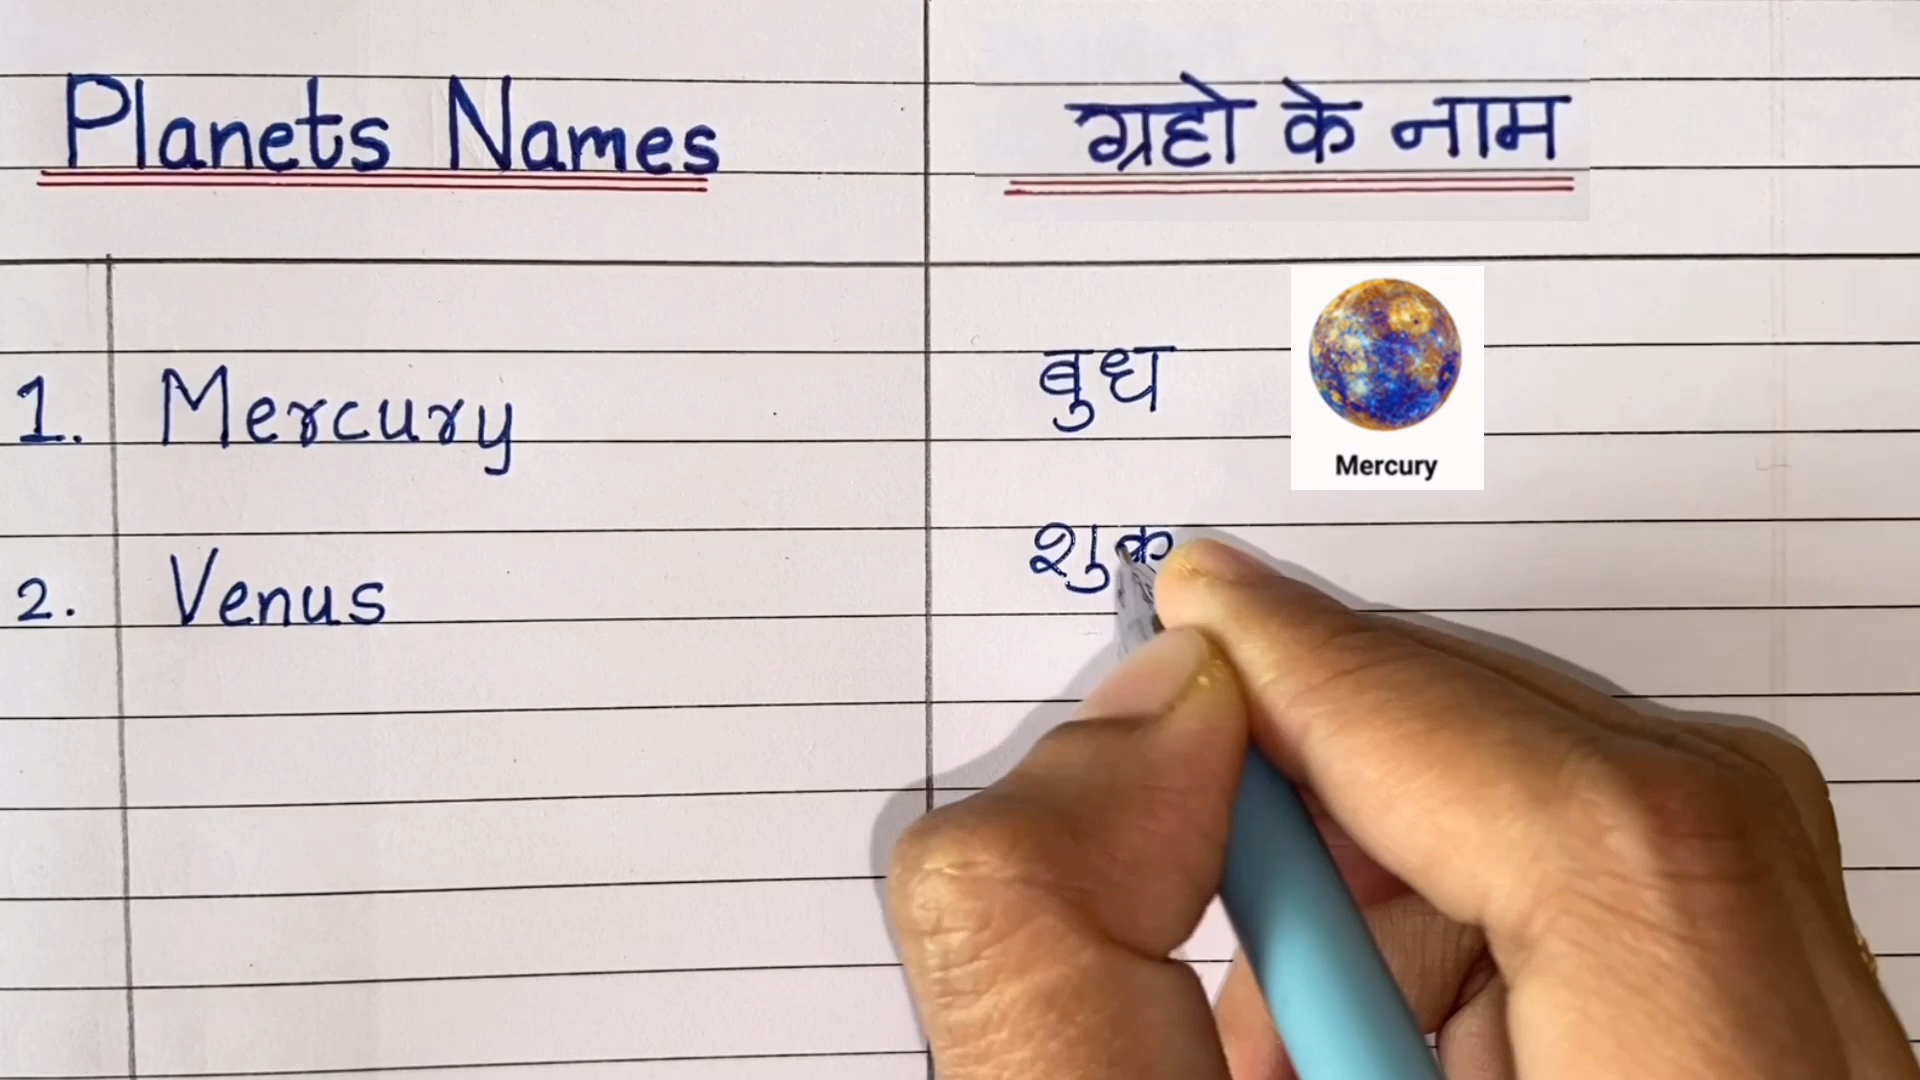 Planets Names ग्रहो के नाम
1. Mercury बुध
Mercury
2. Venus शुक्र